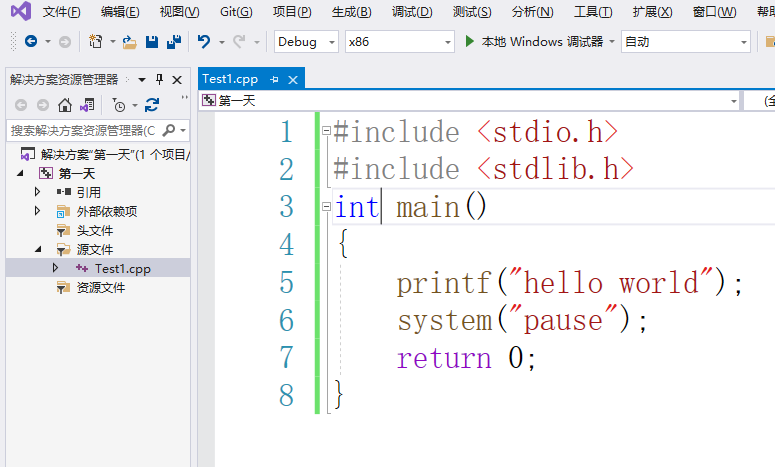 文件(F) 编辑(E) 视图(V) Git(G) 项目(P) 生成(B) 调试(D) 测试(S) 分析(N) 工具(T) 扩展(X) 窗口(W) 帮助
Debug x86 本地 Windows 调试器 自动
解决方案资源管理器
搜索解决方案资源管理器(C
解决方案"第一天"(1 个项目/
第一天
引用
外部依赖项
头文件
源文件
Test1.cpp
资源文件
Test1.cpp
第一天 (全
1 #include <stdio.h>
2 #include <stdlib.h>
3 int main()
4 {
5 printf("hello world");
6 system("pause");
7 return 0;
8 }